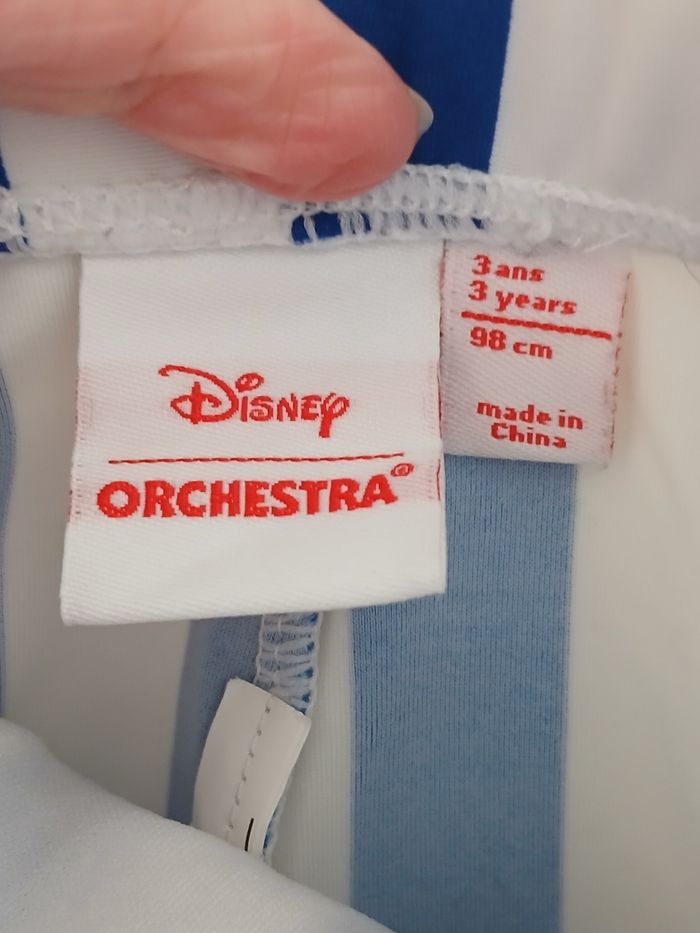 Disney
ORCHESTRA®
3 ans
3 years
98 cm
made in
China